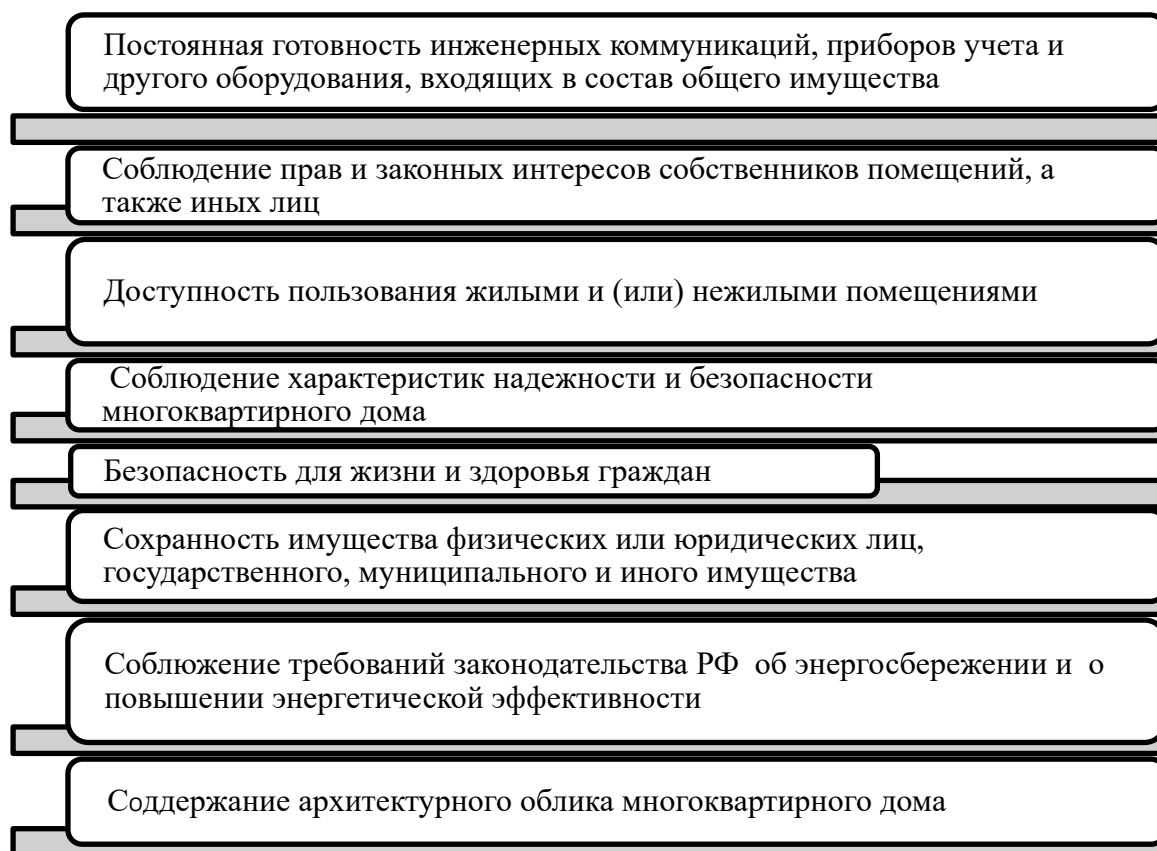 Постоянная готовность инженерных коммуникаций, приборов учета и
другого оборудования, входящих в состав общего имущества
Соблюдение прав и законных интересов собственников помещений, а
также иных лиц
Доступность пользования жилыми и (или) нежилыми помещениями
Соблюдение характеристик надежности и безопасности
многоквартирного дома
Безопасность для жизни и здоровья граждан
Сохранность имущества физических или юридических лиц,
государственного, муниципального и иного имущества
Соблюжение требований законодательства РФ об энергосбережении и о
повышении энергетической эффективности
Соддержание архитектурного облика многоквартирного дома